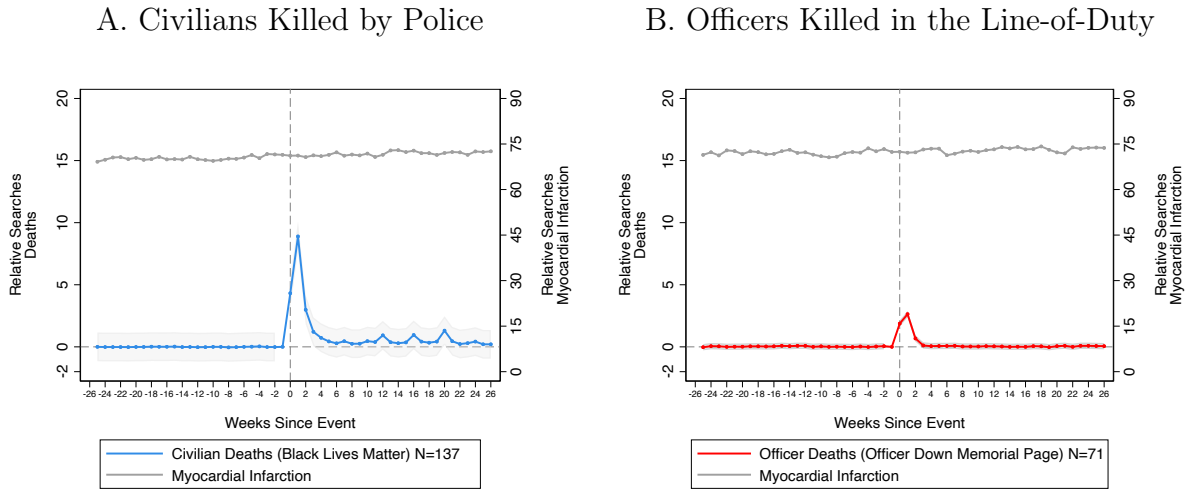 A. Civilians Killed by Police
20
15
10
5
0
-2
Relative Searches
Deaths
90
75
60
45
30
15
0
Relative Searches
Myocardial Infarction
-26 -24 -22 -20 -18 -16 -14 -12 -10 -8 -6 -4 -2 0 2 4 6 8 10 12 14 16 18 20 22 24 26
Weeks Since Event
Civilian Deaths (Black Lives Matter) N=137
Myocardial Infarction
B. Officers Killed in the Line-of-Duty
20
15
10
5
0
-2
Relative Searches
Deaths
90
75
60
45
30
15
0
Relative Searches
Myocardial Infarction
-26 -24 -22 -20 -18 -16 -14 -12 -10 -8 -6 -4 -2 0 2 4 6 8 10 12 14 16 18 20 22 24 26
Weeks Since Event
Officer Deaths (Officer Down Memorial Page) N=71
Myocardial Infarction